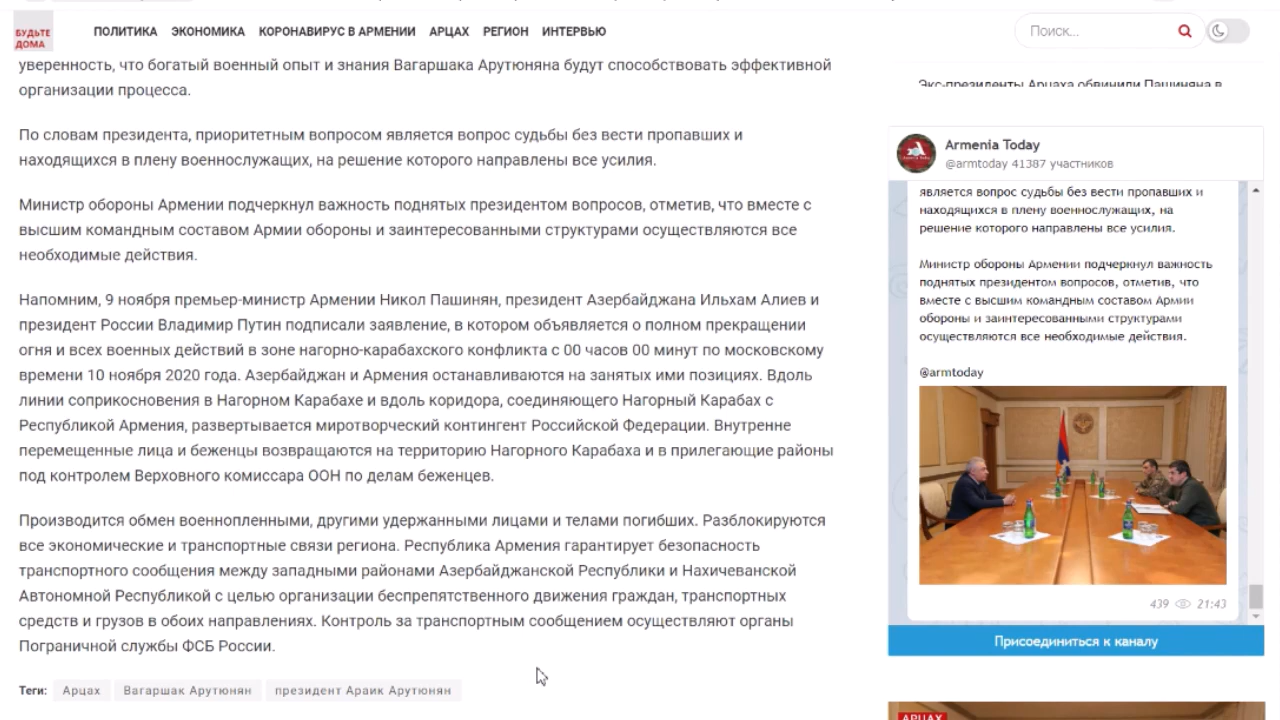 БУДЬТЕ
ДОМА
ПОЛИТИКА ЭКОНОМИКА КОРОНАВИРУС В АРМЕНИИ АРЦАХ РЕГИОН ИНТЕРВЬЮ
Поиск...
уверенность, что богатый военный опыт и знания Вагаршака Арутюняна будут способствовать эффективной
организации процесса.
По словам президента, приоритетным вопросом является вопрос судьбы без вести пропавших и
находящихся в плену военнослужащих, на решение которого направлены все усилия.
Министр обороны Армении подчеркнул важность поднятых президентом вопросов, отметив, что вместе с
высшим командным составом Армии обороны и заинтересованными структурами осуществляются все
необходимые действия.
Напомним, 9 ноября премьер-министр Армении Никол Пашинян, президент Азербайджана Ильхам Алиев и
президент России Владимир Путин подписали заявление, в котором объявляется о полном прекращении
огня и всех военных действий в зоне нагорно-карабахского конфликта с 00 часов 00 минут по московскому
времени 10 ноября 2020 года. Азербайджан и Армения останавливаются на занятых ими позициях. Вдоль
линии соприкосновения в Нагорном Карабахе и вдоль коридора, соединяющего Нагорный Карабах с
Республикой Армения, развертывается миротворческий контингент Российской Федерации. Внутренне
перемещенные лица и беженцы возвращаются на территорию Нагорного Карабаха и в прилегающие районы
под контролем Верховного комиссара ООН по делам беженцев.
Производится обмен военнопленными, другими удержанными лицами и телами погибших. Разблокируются
все экономические и транспортные связи региона. Республика Армения гарантирует безопасность
транспортного сообщения между западными районами Азербайджанской Республики и Нахичеванской
Автономной Республикой с целью организации беспрепятственного движения граждан, транспортных
средств и грузов в обоих направлениях. Контроль за транспортным сообщением осуществляют органы
Пограничной службы ФСБ России.
Теги: Арцах Вагаршак Арутюнян президент Араик Арутюнян
Экс-президенты Арцаха обвинили Пашиняна в
Armenia Today
@armtoday 41387 участников
является вопрос судьбы без вести пропавших и
находящихся в плену военнослужащих, на
решение которого направлены все усилия.
Министр обороны Армении подчеркнул важность
поднятых президентом вопросов, отметив, что
вместе с высшим командным составом Армии
обороны и заинтересованными структурами
осуществляются все необходимые действия.
@armtoday
439 21:43
Присоединиться к каналу
АРЦАХ